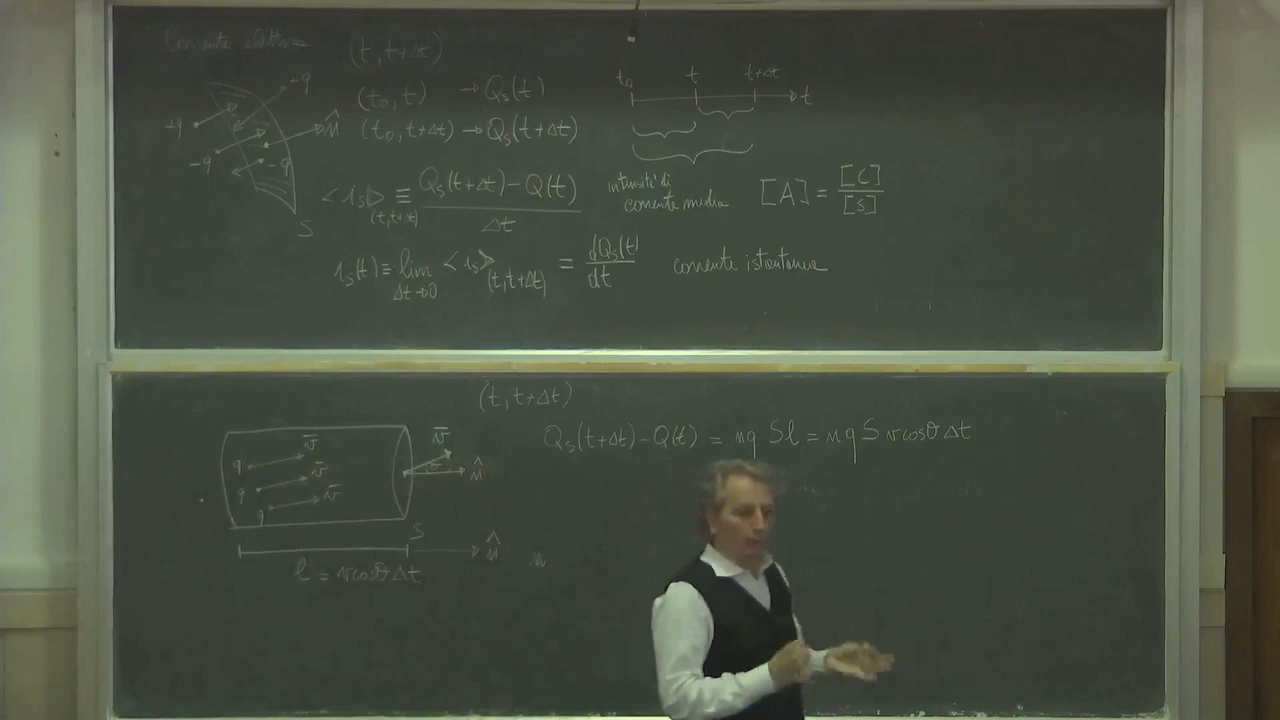 Corrente elettrica (t, t+Δt)
(t₀, t) → Q_s(t)
(t₀, t+Δt) → Q_s(t+Δt)
t₀ t t+Δt t
+q -q -q -q n̂ S
<i_s>_(t,t+Δt) ≡ (Q_s(t+Δt) - Q(t)) / Δt intensità di corrente media [A] = [C]/[s]
i_s(t) ≡ lim_Δt→0 <i_s>_(t,t+Δt) = dQ_s(t)/dt corrente istantanea
(t, t+Δt)
Q_s(t+Δt) - Q(t) = nq Sl = nq S v cosθ Δt
q v̄
q v̄
q v̄
v̄ n̂
S n̂ n
l = v cosθ Δt